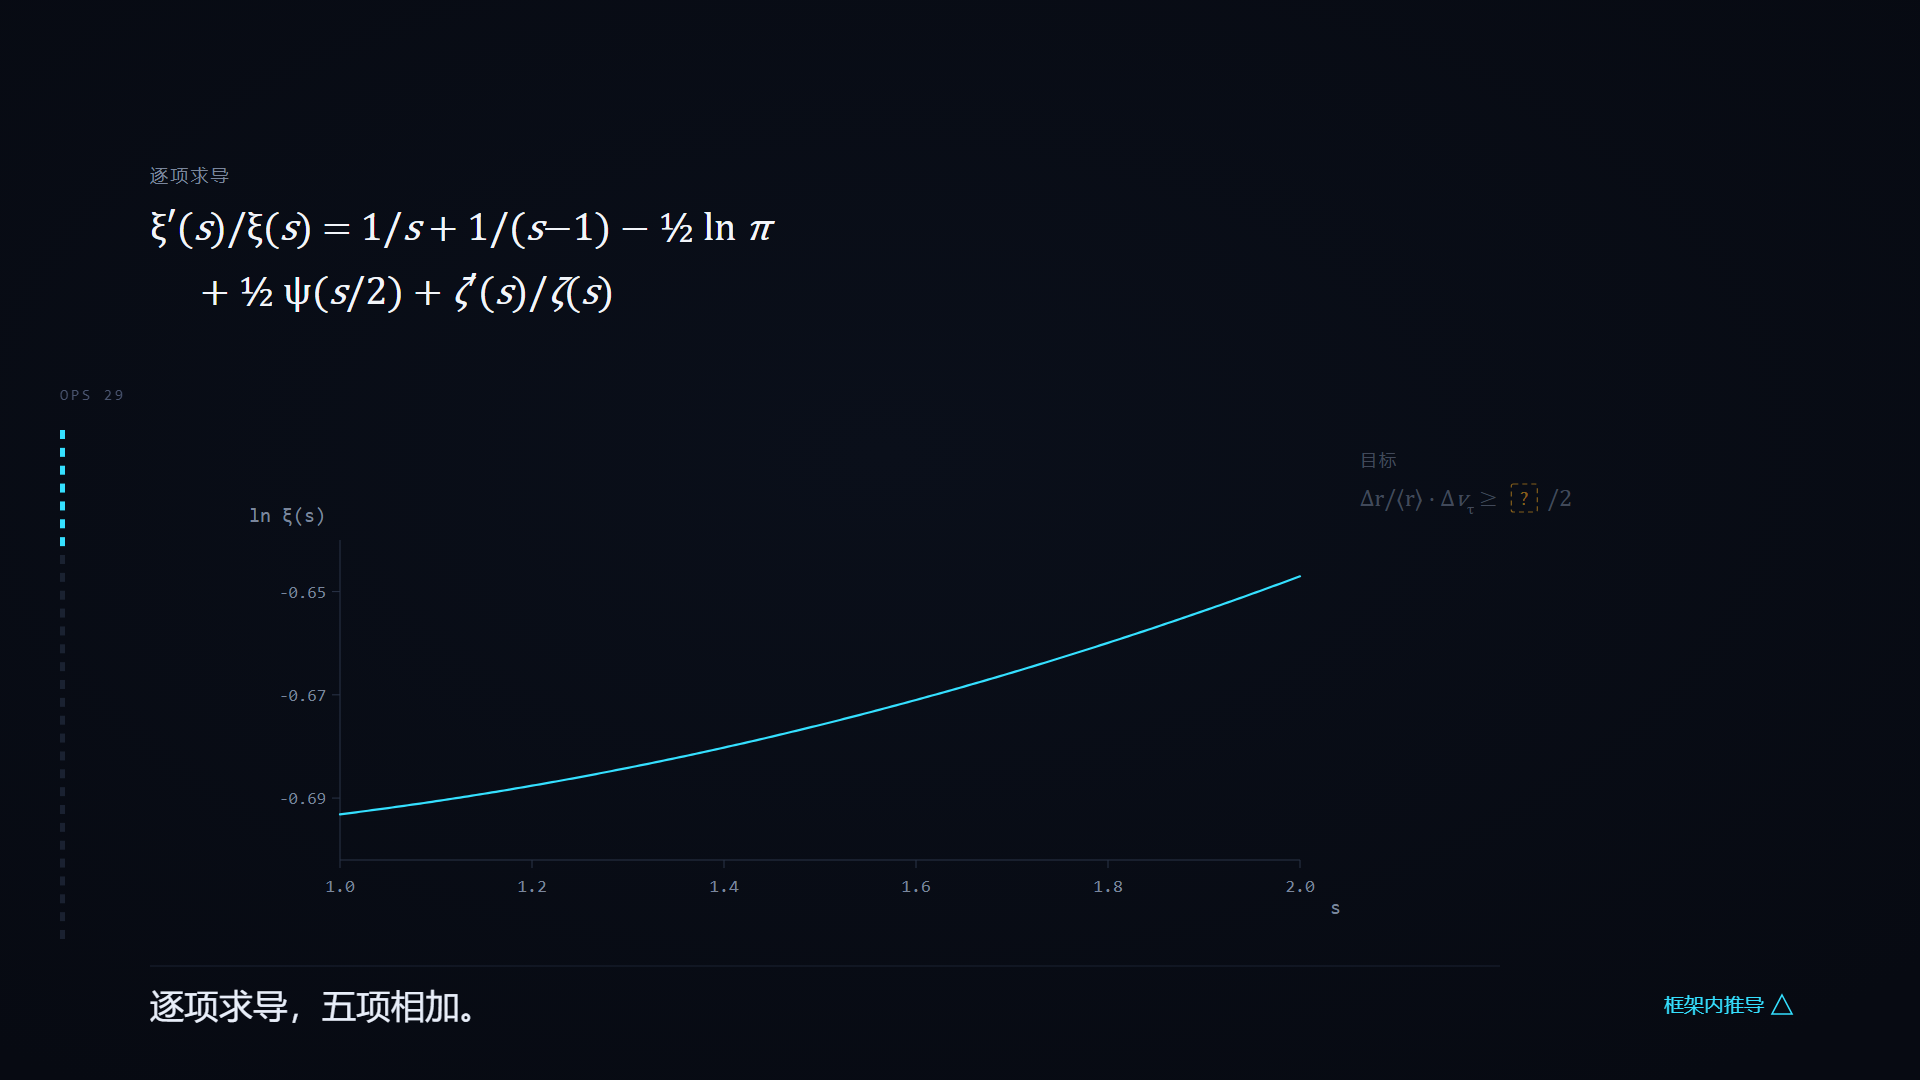 逐项求导
ξ′(s)/ξ(s) = 1/s + 1/(s−1) − ½ ln π
+ ½ ψ(s/2) + ζ′(s)/ζ(s)
OPS 29
目标
Δr/⟨r⟩ · Δv_τ ≥ ? /2
ln ξ(s)
-0.65
-0.67
-0.69
1.0 1.2 1.4 1.6 1.8 2.0
s
逐项求导，五项相加。
框架内推导 △